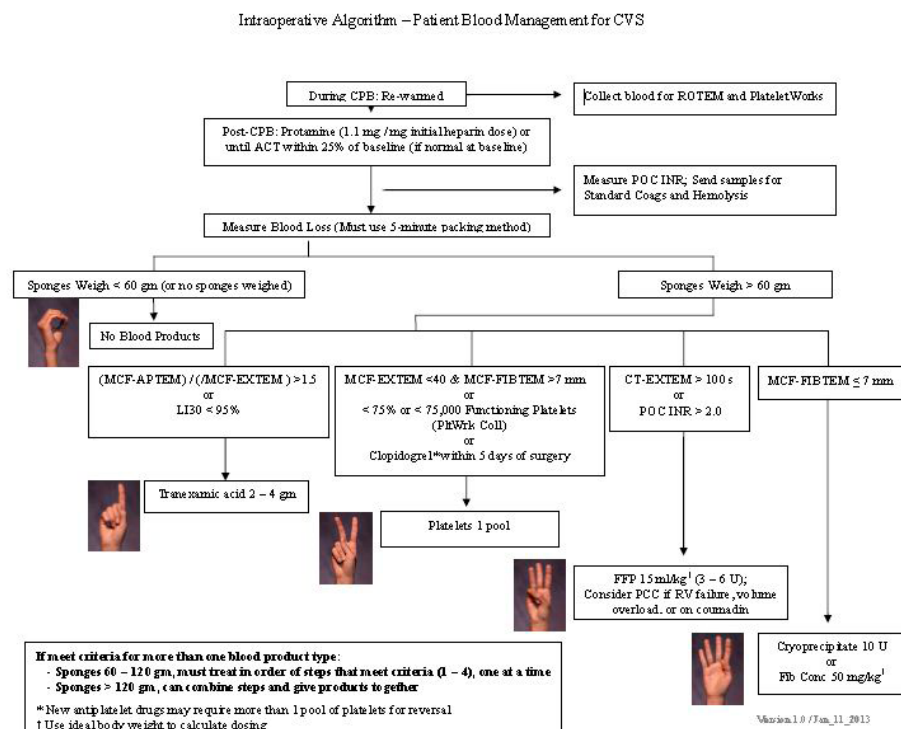 Intraoperative Algorithm – Patient Blood Management for CVS
During CPB: Re-warmed
Collect blood for ROTEM and PlateletWorks
Post-CPB: Protamine (1.1 mg /mg initial heparin dose) or
until ACT within 25% of baseline (if normal at baseline)
Measure POC INR; Send samples for
Standard Coags and Hemolysis
Measure Blood Loss (Must use 5-minute packing method)
Sponges Weigh < 60 gm (or no sponges weighed)
Sponges Weigh > 60 gm
No Blood Products
(MCF-APTEM) / (/MCF-EXTEM ) >1.5
or
LI30 < 95%
MCF-EXTEM <40 & MCF-FIBTEM >7 mm
or
< 75% or < 75,000 Functioning Platelets
(PltWrk Coll)
or
Clopidogrel* within 5 days of surgery
CT-EXTEM > 100 s
or
POC INR > 2.0
MCF-FIBTEM ≤ 7 mm
Tranexamic acid 2 – 4 gm
Platelets 1 pool
FFP 15 ml/kg† (3 – 6 U);
Consider PCC if RV failure, volume
overload, or on coumadin
Cryoprecipitate 10 U
or
Fib Conc 50 mg/kg†
If meet criteria for more than one blood product type:
- Sponges 60 – 120 gm, must treat in order of steps that meet criteria (1 – 4), one at a time
- Sponges > 120 gm, can combine steps and give products together
* New antiplatelet drugs may require more than 1 pool of platelets for reversal
† Use ideal body weight to calculate dosing
Version 1.0 / Jan_11_2013